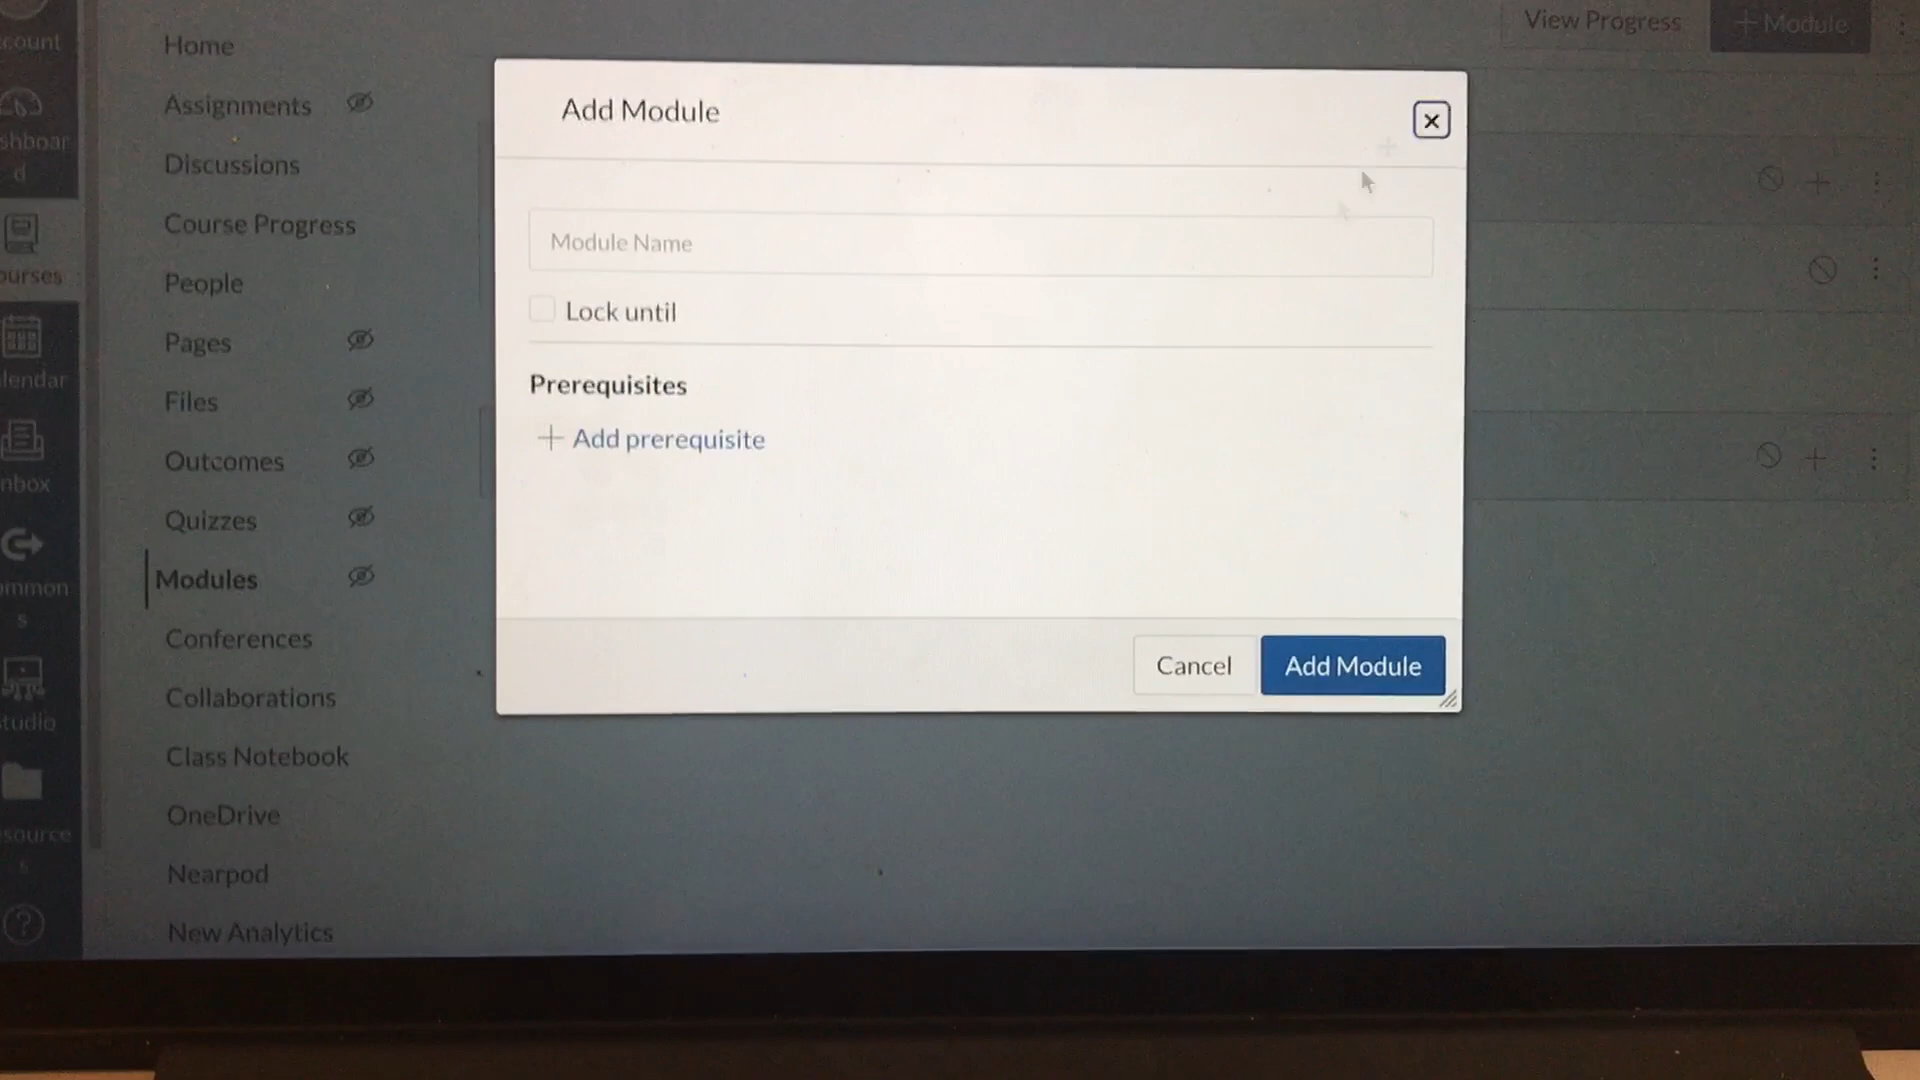 View Progress
+ Module
count
Home
Assignments
shboar
d
Discussions
Course Progress
ourses
People
Pages
lendar
Files
Outcomes
nbox
Quizzes
Modules
ommon
s
Conferences
Collaborations
tudio
Class Notebook
OneDrive
source
s
Nearpod
New Analytics
Add Module
Module Name
Lock until
Prerequisites
+ Add prerequisite
Cancel
Add Module